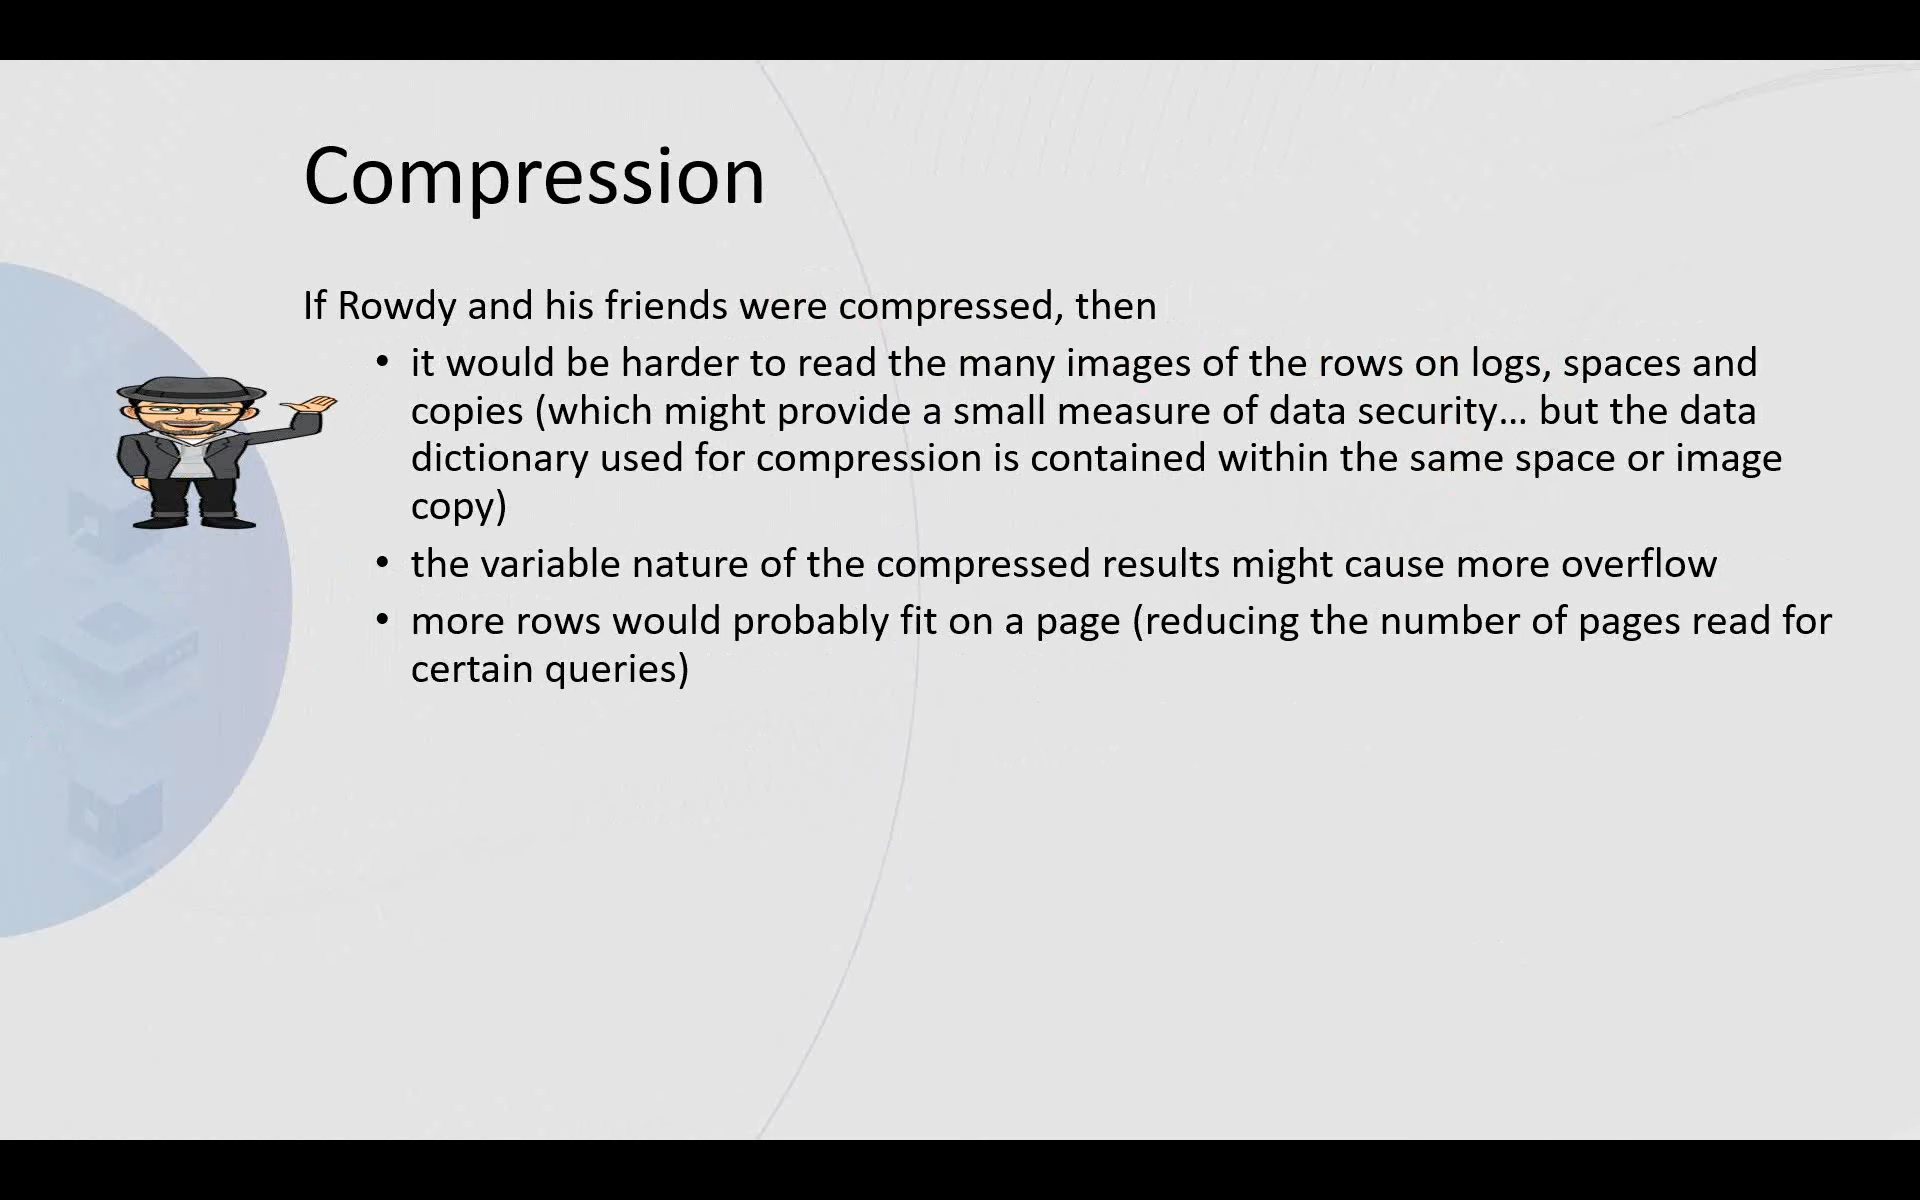 Compression
If Rowdy and his friends were compressed, then
• it would be harder to read the many images of the rows on logs, spaces and
copies (which might provide a small measure of data security... but the data
dictionary used for compression is contained within the same space or image
copy)
• the variable nature of the compressed results might cause more overflow
• more rows would probably fit on a page (reducing the number of pages read for
certain queries)